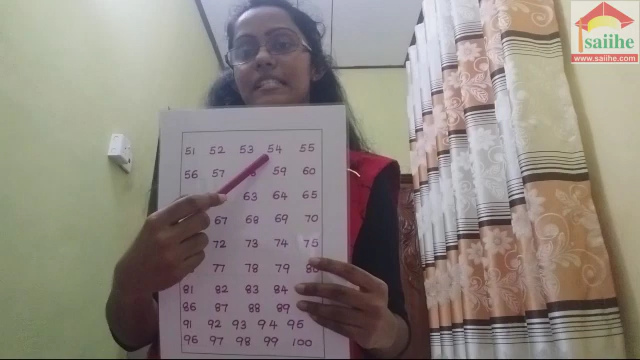 saiihe
www.saiihe.com
51 52 53 54 55
56 57 59 60
63 64 65
67 68 69 70
72 73 74 75
77 78 79
81 82 83 84
86 87 88 89
91 92 93 94 95
96 97 98 99 100